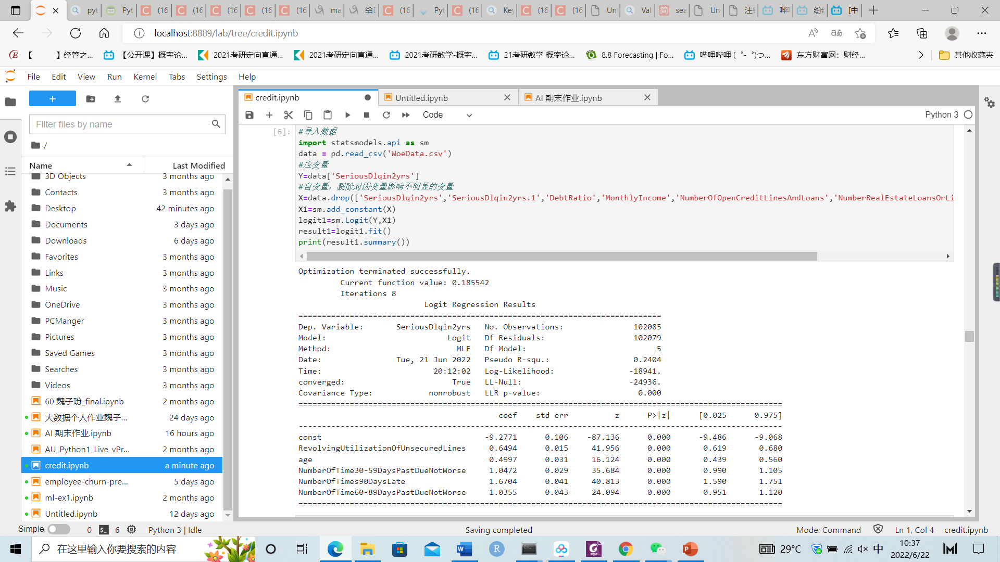 pyt
Pyt
(16
(16
(16
(16
(16
ma
给[
(16
Pyt
(16
Key
(16
(16
Un
Val
sea
Un
注销
哔哩
纷纟
[中
localhost:8889/lab/tree/credit.ipynb
【 】经管之...
【公开课】概率论...
2021考研定向直通...
2021考研定向直通...
2021考研数学-概率...
21考研数学 概率论...
8.8 Forecasting | Fo...
哔哩哔哩 (゜-゜)つ...
东方财富网：财经...
其他收藏夹
File Edit View Run Kernel Tabs Settings Help
credit.ipynb
Untitled.ipynb
AI 期末作业.ipynb
Code
Python 3
Filter files by name
/
Name Last Modified
3D Objects 3 months ago
Contacts 3 months ago
Desktop 42 minutes ago
Documents 3 days ago
Downloads 6 days ago
Favorites 3 months ago
Links 3 months ago
Music 3 months ago
OneDrive 3 months ago
PCManger 3 months ago
Pictures 3 months ago
Saved Games 3 months ago
Searches 3 months ago
Videos 3 months ago
60 魏子玢_final.ipynb 2 months ago
大数据个人作业魏子... 24 days ago
AI 期末作业.ipynb 16 hours ago
AU_Python1_Live_vPr... 2 months ago
credit.ipynb a minute ago
employee-churn-pre... 5 days ago
ml-ex1.ipynb 2 months ago
Untitled.ipynb 12 days ago
[6]:
#导入数据
import statsmodels.api as sm
data = pd.read_csv('WoeData.csv')
#应变量
Y=data['SeriousDlqin2yrs']
#自变量，剔除对因变量影响不明显的变量
X=data.drop(['SeriousDlqin2yrs','SeriousDlqin2yrs.1','DebtRatio','MonthlyIncome','NumberOfOpenCreditLinesAndLoans','NumberRealEstateLoansOrLi
X1=sm.add_constant(X)
logit1=sm.Logit(Y,X1)
result1=logit1.fit()
print(result1.summary())
Optimization terminated successfully.
Current function value: 0.185542
Iterations 8
Logit Regression Results
==============================================================================
Dep. Variable: SeriousDlqin2yrs No. Observations: 102085
Model: Logit Df Residuals: 102079
Method: MLE Df Model: 5
Date: Tue, 21 Jun 2022 Pseudo R-squ.: 0.2404
Time: 20:12:02 Log-Likelihood: -18941.
converged: True LL-Null: -24936.
Covariance Type: nonrobust LLR p-value: 0.000
========================================================================================================
coef std err z P>|z| [0.025 0.975]
--------------------------------------------------------------------------------------------------------
const -9.2771 0.106 -87.136 0.000 -9.486 -9.068
RevolvingUtilizationOfUnsecuredLines 0.6494 0.015 41.956 0.000 0.619 0.680
age 0.4997 0.031 16.124 0.000 0.439 0.560
NumberOfTime30-59DaysPastDueNotWorse 1.0472 0.029 35.684 0.000 0.990 1.105
NumberOfTimes90DaysLate 1.6704 0.041 40.813 0.000 1.590 1.751
NumberOfTime60-89DaysPastDueNotWorse 1.0355 0.043 24.094 0.000 0.951 1.120
========================================================================================================
Simple 0 6 Python 3 | Idle Saving completed Mode: Command Ln 1, Col 4 credit.ipynb
在这里输入你要搜索的内容
29°C
中
10:37
2022/6/22